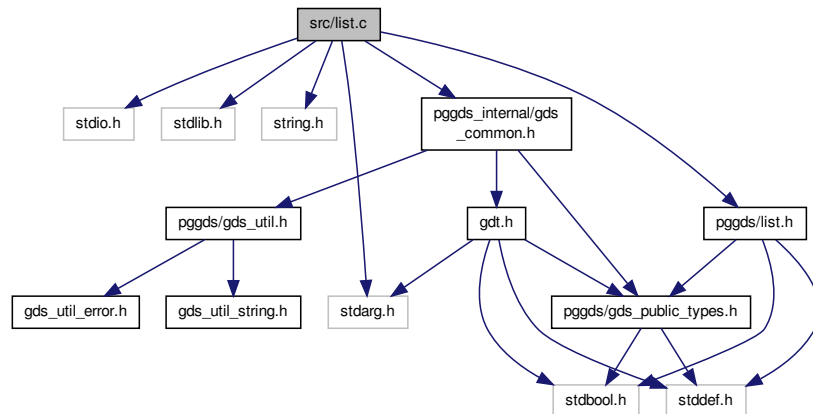 src/list.c
stdio.h
stdlib.h
string.h
pggds_internal/gds
_common.h
pggds/gds_util.h
gdt.h
pggds/list.h
gds_util_error.h
gds_util_string.h
stdarg.h
pggds/gds_public_types.h
stdbool.h
stddef.h